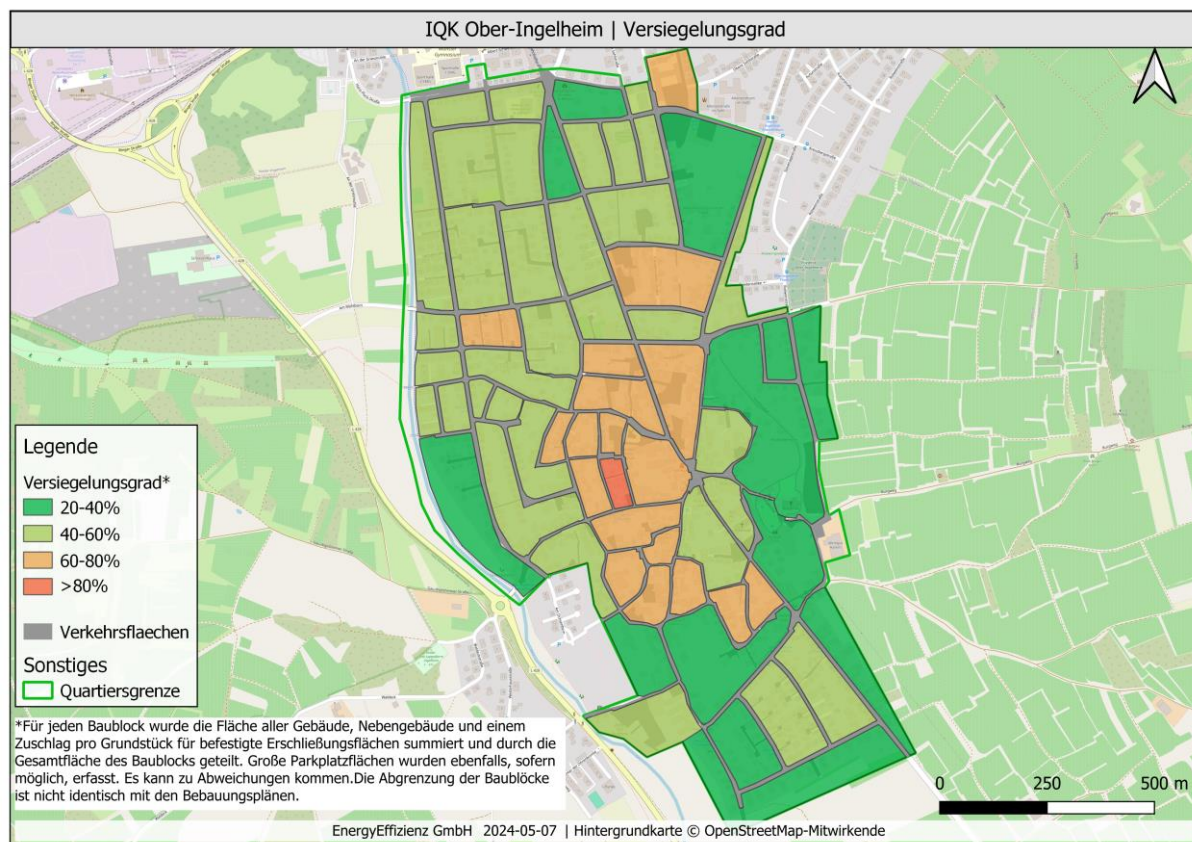 IQK Ober-Ingelheim | Versiegelungsgrad
Legende
Versiegelungsgrad*
20-40%
40-60%
60-80%
>80%
Verkehrsflaechen
Sonstiges
Quartiersgrenze
*Für jeden Baublock wurde die Fläche aller Gebäude, Nebengebäude und einem
Zuschlag pro Grundstück für befestigte Erschließungsflächen summiert und durch die
Gesamtfläche des Baublocks geteilt. Große Parkplatzflächen wurden ebenfalls, sofern
möglich, erfasst. Es kann zu Abweichungen kommen.Die Abgrenzung der Baublöcke
ist nicht identisch mit den Bebauungsplänen.
0 250 500 m
EnergyEffizienz GmbH 2024-05-07 | Hintergrundkarte © OpenStreetMap-Mitwirkende